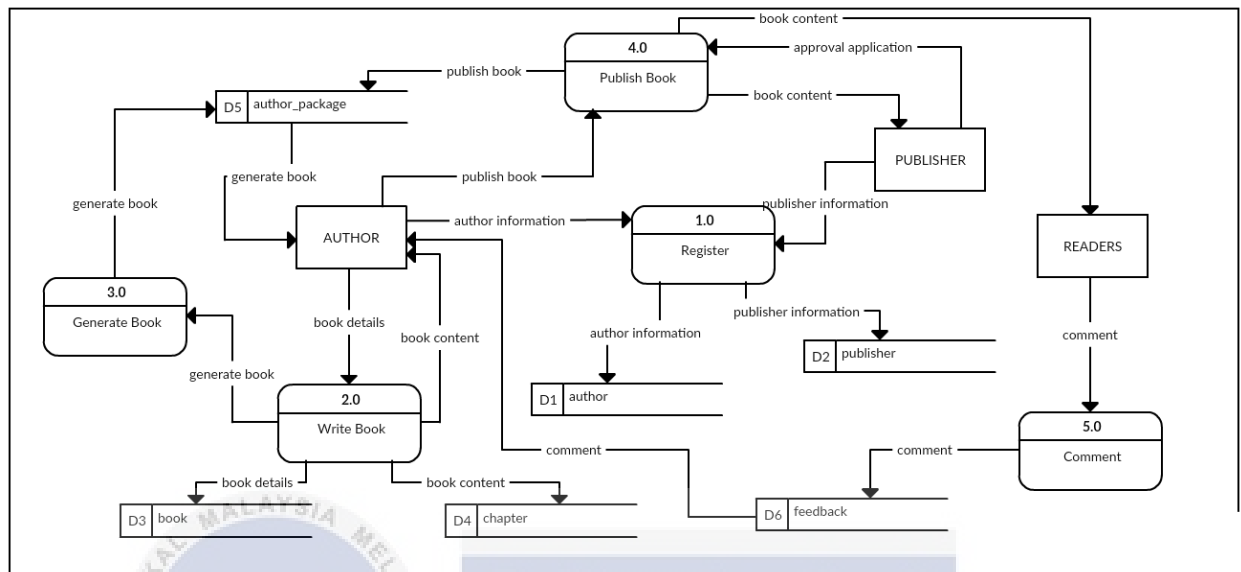 book content
4.0
approval application
publish book
Publish Book
book content
D5 author_package
PUBLISHER
generate book
publish book
generate book
publisher information
author information
1.0
AUTHOR
READERS
Register
3.0
publisher information
Generate Book
book details
author information
comment
book content
D2 publisher
generate book
D1 author
2.0
5.0
Write Book
comment
comment
Comment
book details
book content
D3 book
D4 chapter
D6 feedback
KAL MALAYSIA MEL